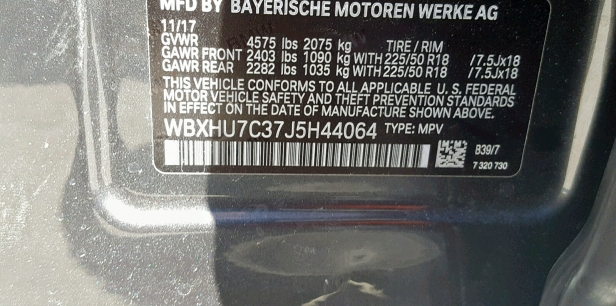 MFD BY BAYERISCHE MOTOREN WERKE AG
11/17
GVWR 4575 lbs 2075 kg TIRE / RIM
GAWR FRONT 2403 lbs 1090 kg WITH 225/50 R18 / 7.5Jx18
GAWR REAR 2282 lbs 1035 kg WITH 225/50 R18 / 7.5Jx18
THIS VEHICLE CONFORMS TO ALL APPLICABLE U. S. FEDERAL
MOTOR VEHICLE SAFETY AND THEFT PREVENTION STANDARDS
IN EFFECT ON THE DATE OF MANUFACTURE SHOWN ABOVE.
WBXHU7C37J5H44064 TYPE: MPV
B39/7
7 320 730